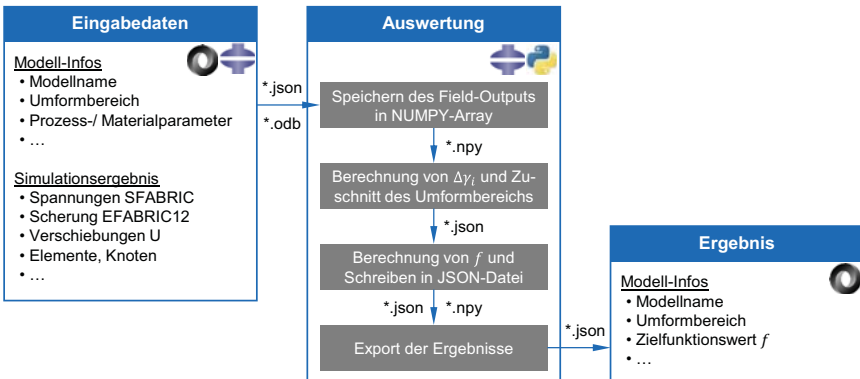 Eingabedaten
Modell-Infos
• Modellname
• Umformbereich
• Prozess-/ Materialparameter
• …
Simulationsergebnis
• Spannungen SFABRIC
• Scherung EFABRIC12
• Verschiebungen U
• Elemente, Knoten
• …
*.json
*.odb
Auswertung
Speichern des Field-Outputs
in NUMPY-Array
*.npy
Berechnung von Δγᵢ und Zu-
schnitt des Umformbereichs
*.json
Berechnung von f und
Schreiben in JSON-Datei
*.json *.npy
Export der Ergebnisse
*.json
Ergebnis
Modell-Infos
• Modellname
• Umformbereich
• Zielfunktionswert f
• …